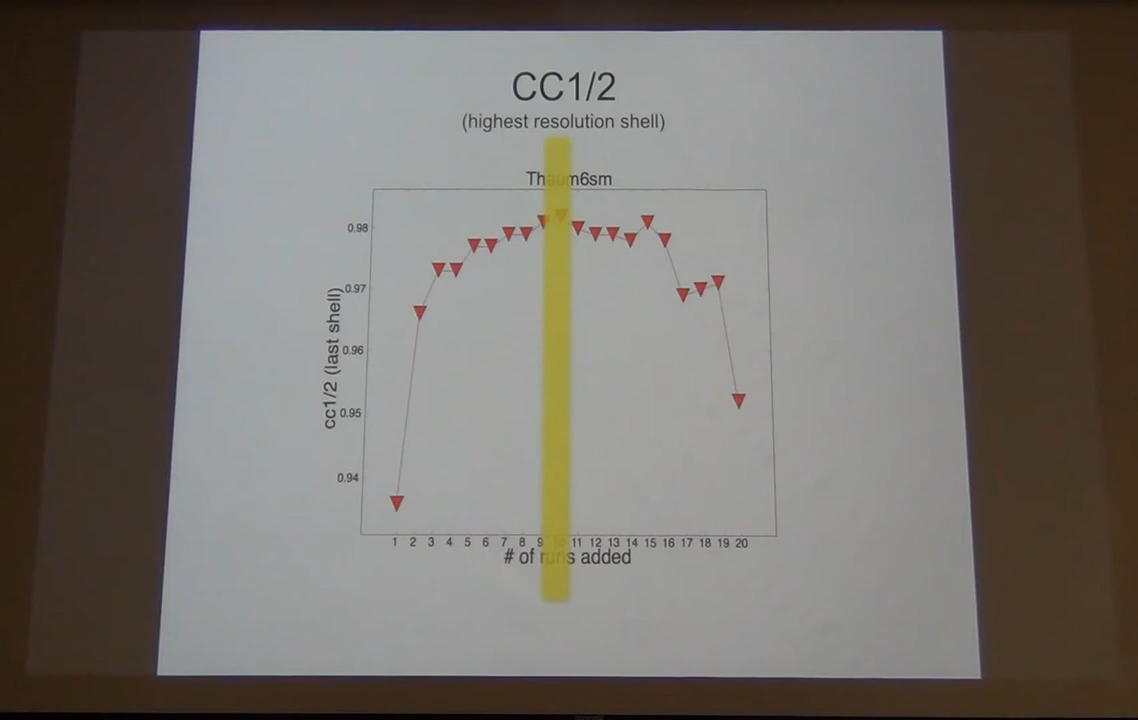 CC1/2
(highest resolution shell)
Thaum6sm
0.98
0.97
0.96
0.95
0.94
cc1/2 (last shell)
1 2 3 4 5 6 7 8 9 10 11 12 13 14 15 16 17 18 19 20
# of runs added